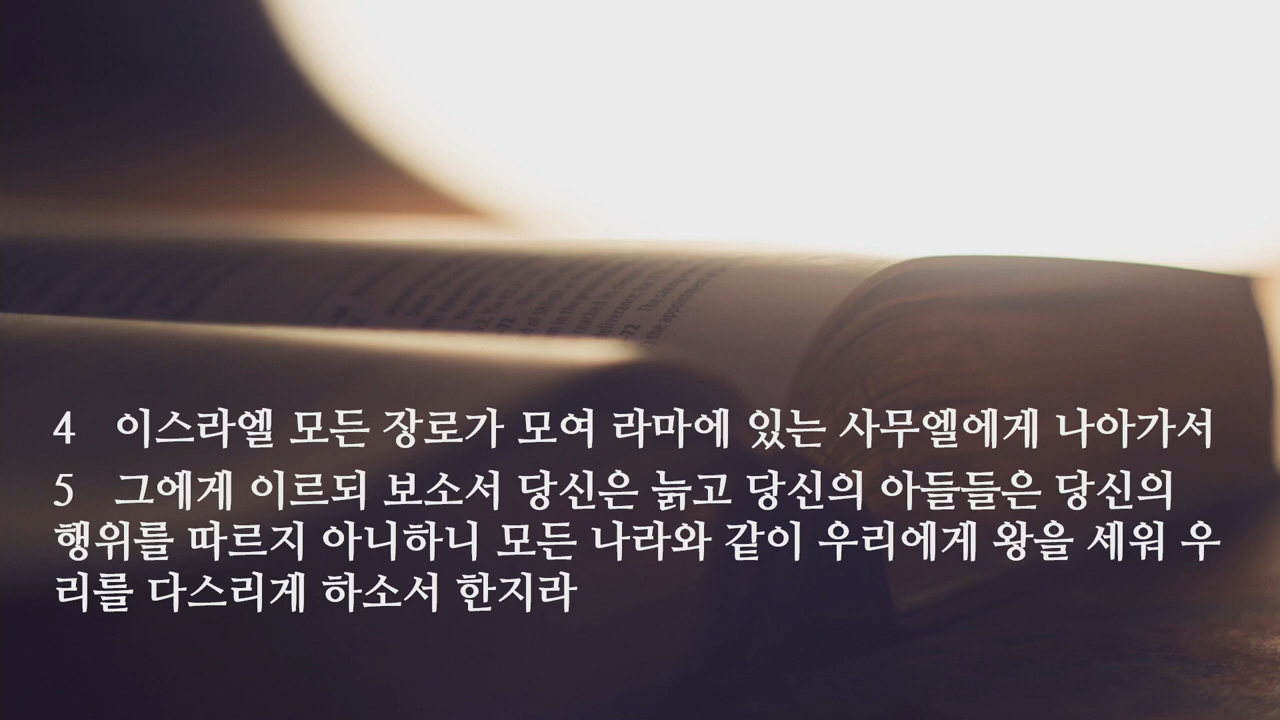 4 이스라엘 모든 장로가 모여 라마에 있는 사무엘에게 나아가서
5 그에게 이르되 보소서 당신은 늙고 당신의 아들들은 당신의
행위를 따르지 아니하니 모든 나라와 같이 우리에게 왕을 세워 우
리를 다스리게 하소서 한지라